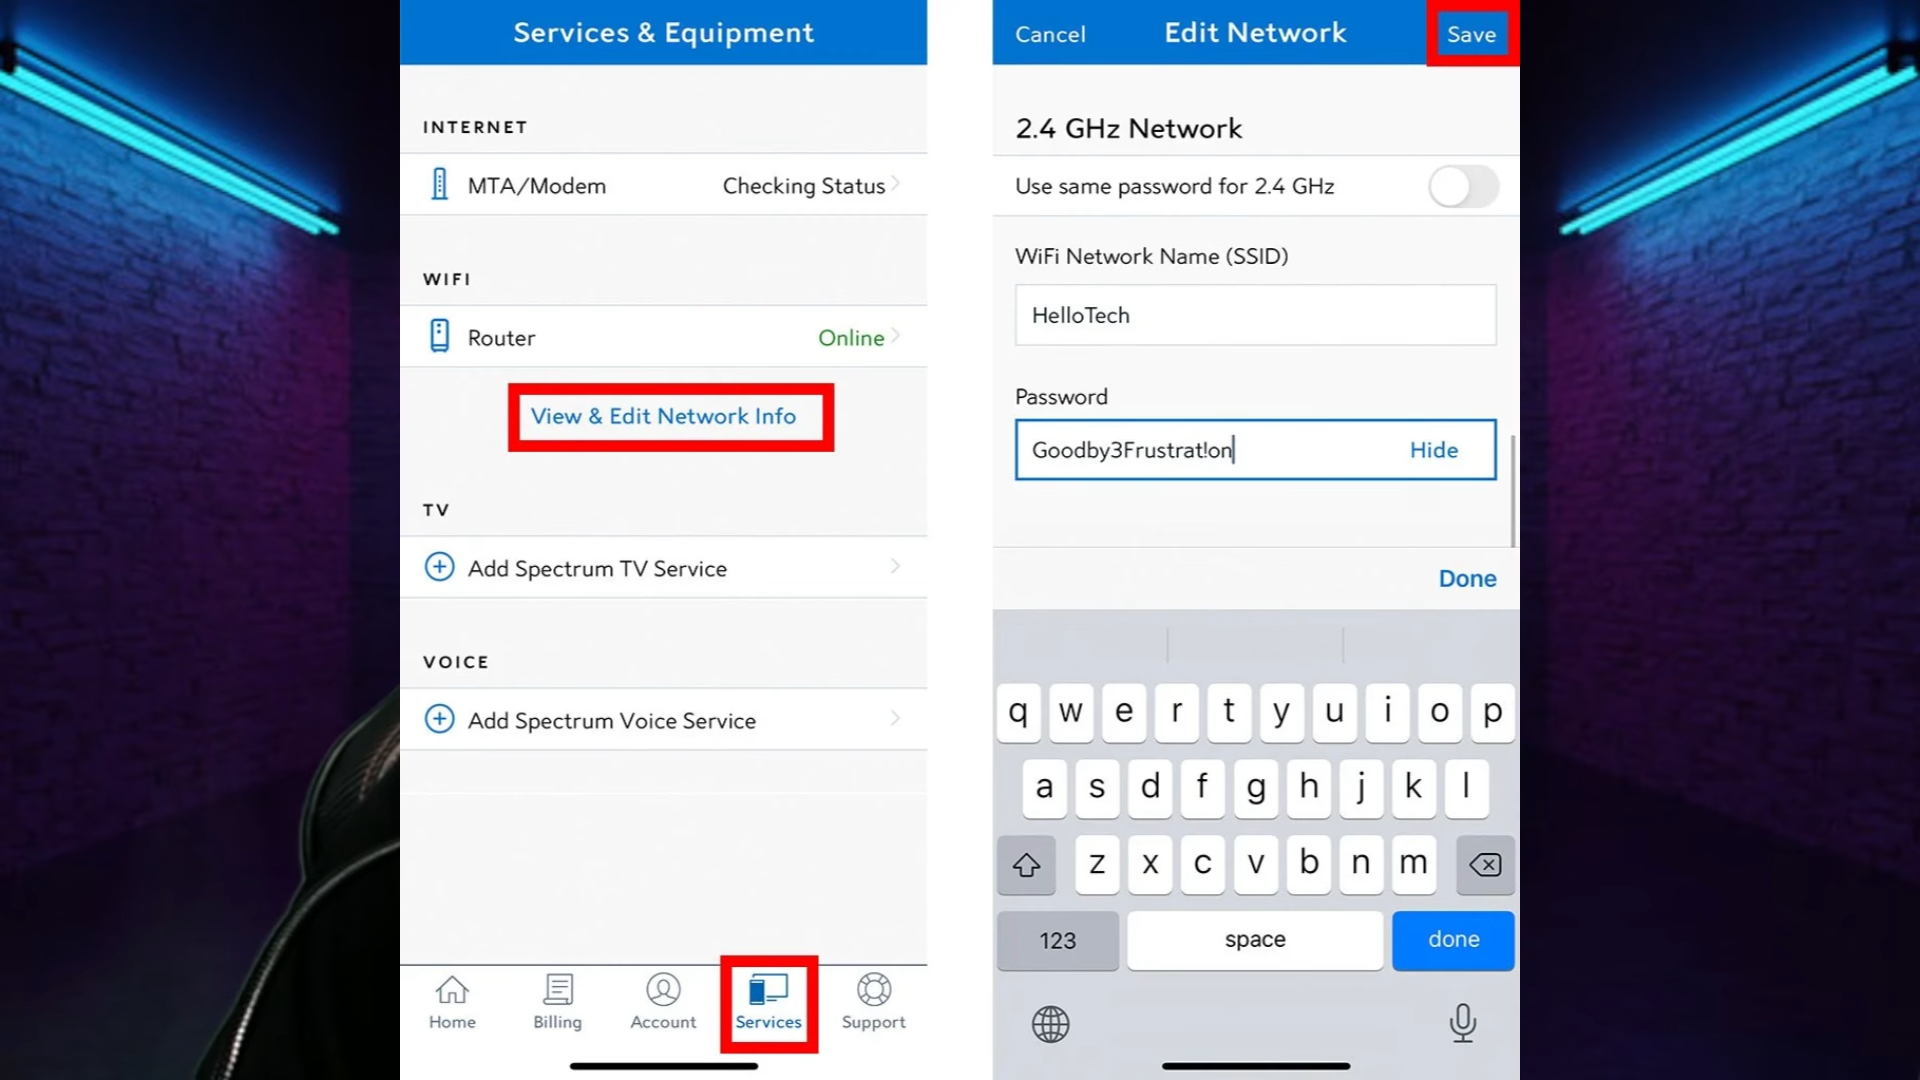 Services & Equipment
INTERNET
MTA/Modem Checking Status
WIFI
Router Online
View & Edit Network Info
TV
Add Spectrum TV Service
VOICE
Add Spectrum Voice Service
Home Billing Account Services Support
Cancel Edit Network Save
2.4 GHz Network
Use same password for 2.4 GHz
WiFi Network Name (SSID)
HelloTech
Password
Goodby3Frustrat!on Hide
Done
q w e r t y u i o p
a s d f g h j k l
z x c v b n m
123 space done